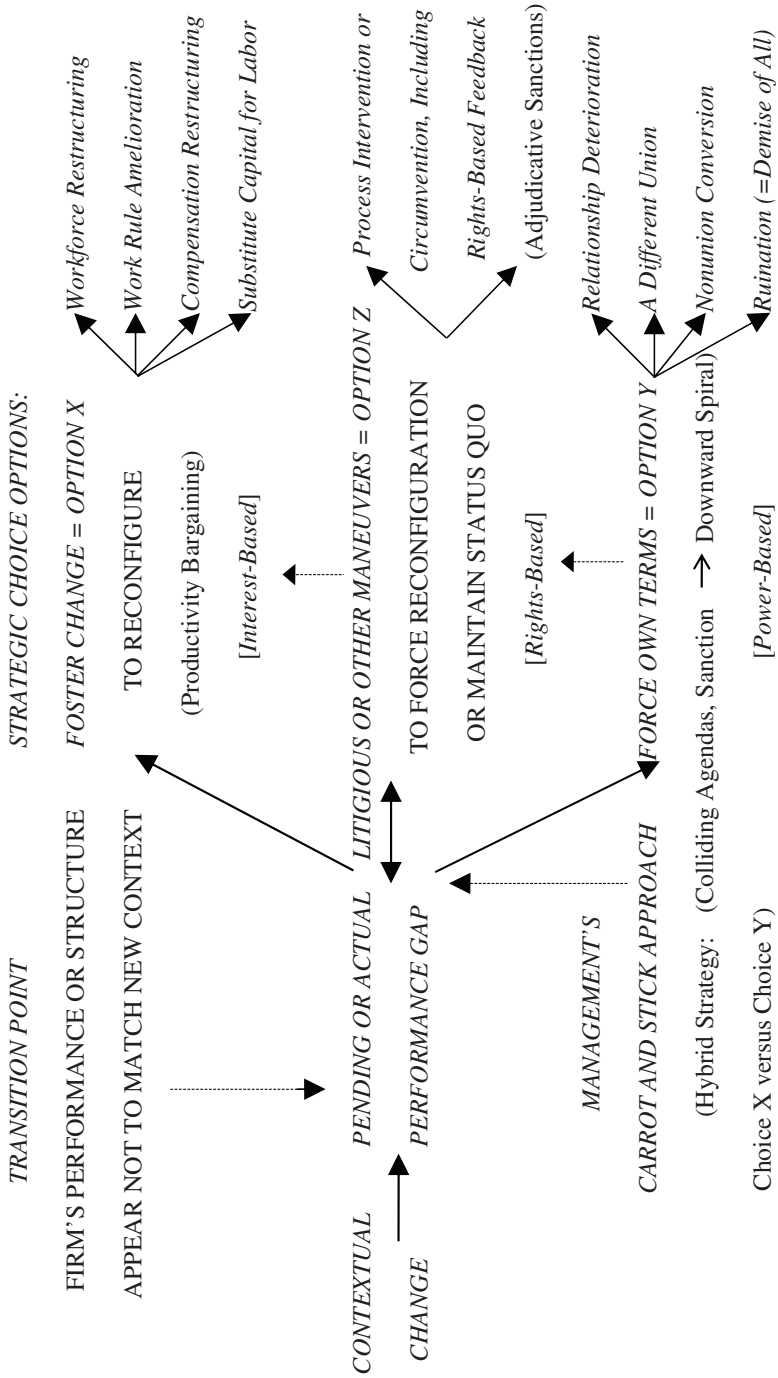 TRANSITION POINT
FIRM'S PERFORMANCE OR STRUCTURE
APPEAR NOT TO MATCH NEW CONTEXT
CONTEXTUAL
CHANGE
PENDING OR ACTUAL
PERFORMANCE GAP
MANAGEMENT'S
CARROT AND STICK APPROACH
(Hybrid Strategy:
Choice X versus Choice Y)
STRATEGIC CHOICE OPTIONS:
FOSTER CHANGE = OPTION X
TO RECONFIGURE
(Productivity Bargaining)
[Interest-Based]
Workforce Restructuring
Work Rule Amelioration
Compensation Restructuring
Substitute Capital for Labor
LITIGIOUS OR OTHER MANEUVERS = OPTION Z
TO FORCE RECONFIGURATION
OR MAINTAIN STATUS QUO
[Rights-Based]
Process Intervention or
Circumvention, Including
Rights-Based Feedback
(Adjudicative Sanctions)
FORCE OWN TERMS = OPTION Y
(Colliding Agendas, Sanction → Downward Spiral)
[Power-Based]
Relationship Deterioration
A Different Union
Nonunion Conversion
Ruination (=Demise of All)